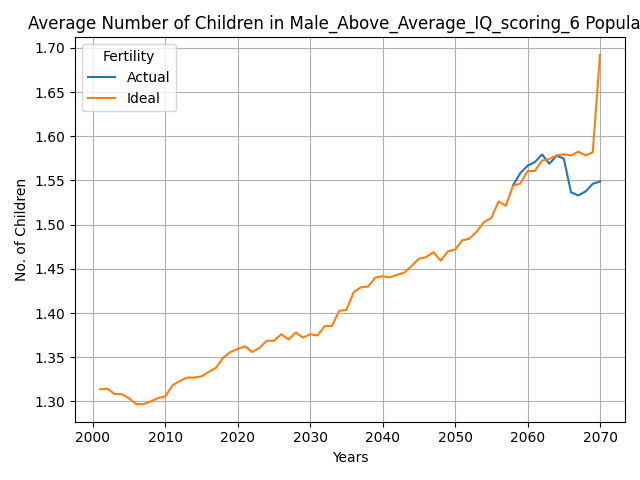 Average Number of Children in Male_Above_Average_IQ_scoring_6 Popula
1.70
1.65
1.60
1.55
1.50
1.45
1.40
1.35
1.30
No. of Children
Fertility
Actual
Ideal
2000 2010 2020 2030 2040 2050 2060 2070
Years